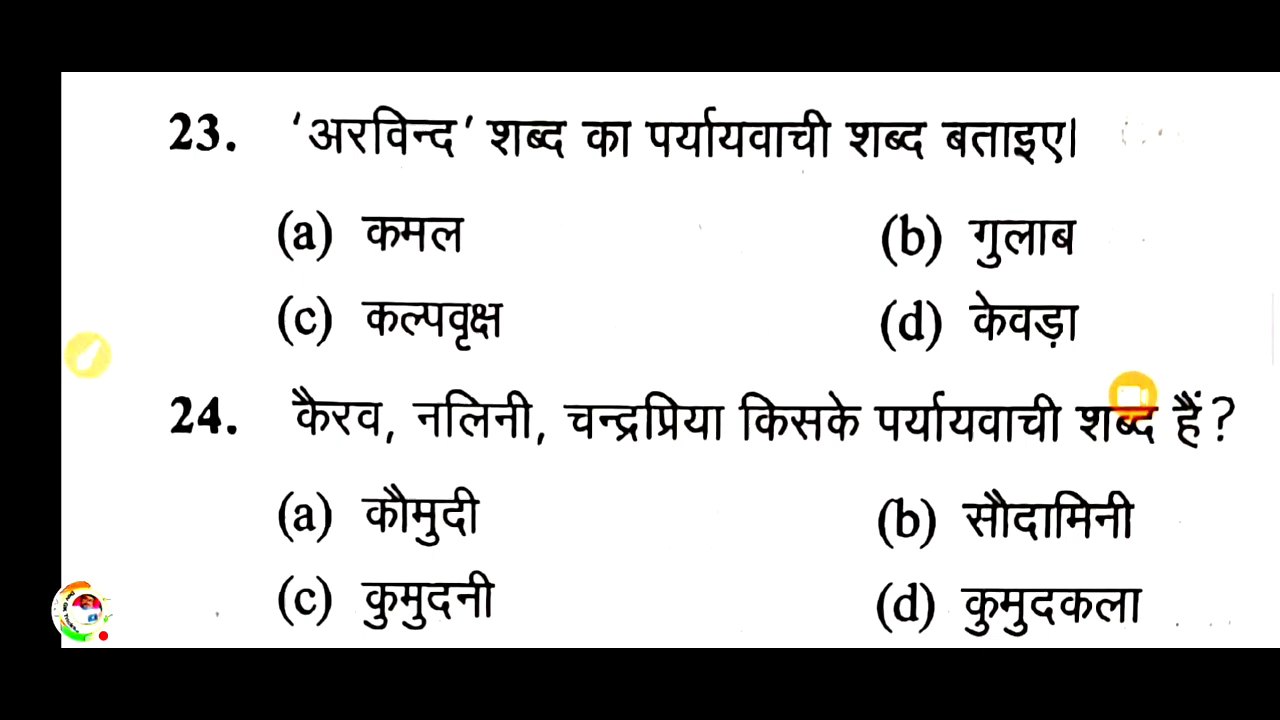 23. 'अरविन्द' शब्द का पर्यायवाची शब्द बताइए।
(a) कमल (b) गुलाब
(c) कल्पवृक्ष (d) केवड़ा
24. कैरव, नलिनी, चन्द्रप्रिया किसके पर्यायवाची शब्द हैं?
(a) कौमुदी (b) सौदामिनी
(c) कुमुदनी (d) कुमुदकला